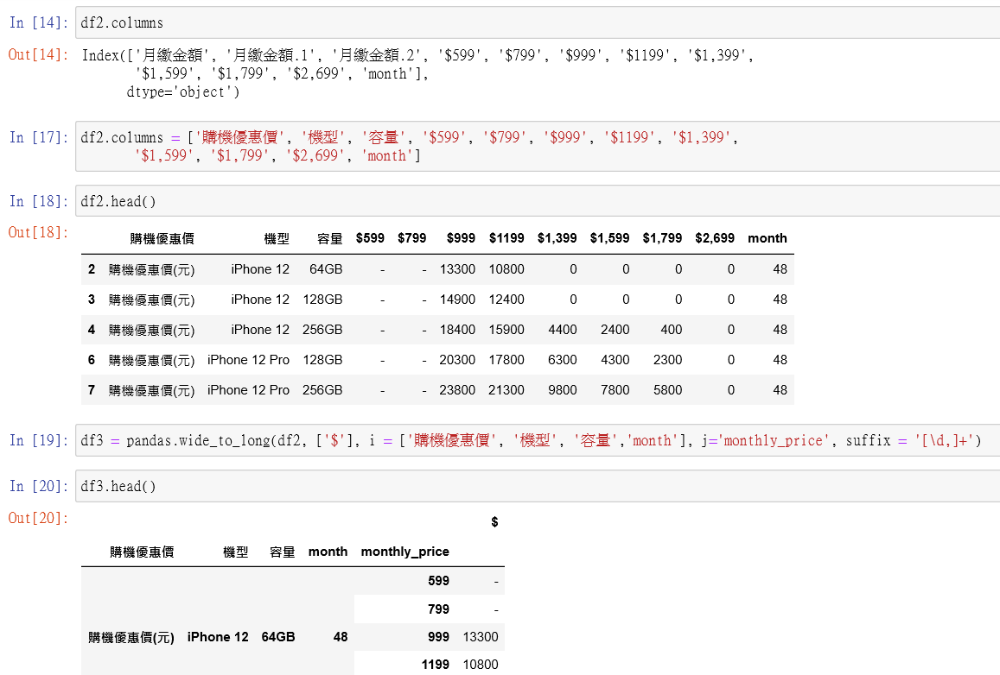 In [14]: df2.columns
Out[14]: Index(['月繳金額', '月繳金額.1', '月繳金額.2', '$599', '$799', '$999', '$1199', '$1,399',
'$1,599', '$1,799', '$2,699', 'month'],
dtype='object')
In [17]: df2.columns = ['購機優惠價', '機型', '容量', '$599', '$799', '$999', '$1199', '$1,399',
'$1,599', '$1,799', '$2,699', 'month']
In [18]: df2.head()
Out[18]:
購機優惠價 機型 容量 $599 $799 $999 $1199 $1,399 $1,599 $1,799 $2,699 month
2 購機優惠價(元) iPhone 12 64GB - - 13300 10800 0 0 0 0 48
3 購機優惠價(元) iPhone 12 128GB - - 14900 12400 0 0 0 0 48
4 購機優惠價(元) iPhone 12 256GB - - 18400 15900 4400 2400 400 0 48
6 購機優惠價(元) iPhone 12 Pro 128GB - - 20300 17800 6300 4300 2300 0 48
7 購機優惠價(元) iPhone 12 Pro 256GB - - 23800 21300 9800 7800 5800 0 48
In [19]: df3 = pandas.wide_to_long(df2, ['$'], i = ['購機優惠價', '機型', '容量','month'], j='monthly_price', suffix = '[\d,]+')
In [20]: df3.head()
Out[20]:
$
購機優惠價 機型 容量 month monthly_price
599 -
799 -
購機優惠價(元) iPhone 12 64GB 48 999 13300
1199 10800